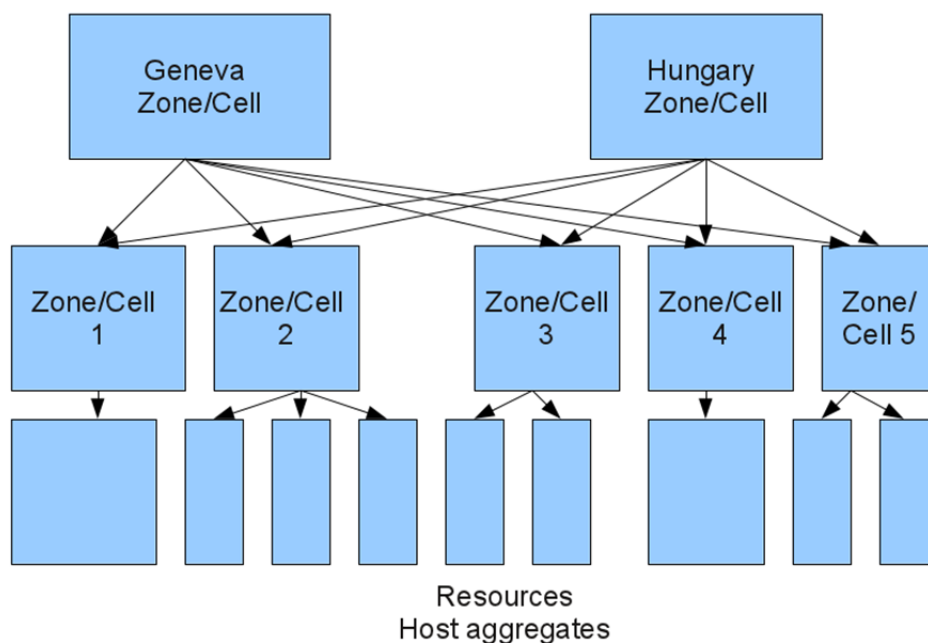 Geneva
Zone/Cell
Hungary
Zone/Cell
Zone/Cell
1
Zone/Cell
2
Zone/Cell
3
Zone/Cell
4
Zone/
Cell 5
Resources
Host aggregates